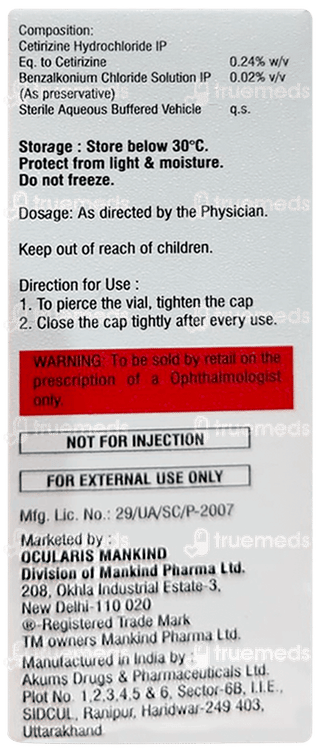 Composition:
Cetirizine Hydrochloride IP
Eq. to Cetirizine 0.24% w/v
Benzalkonium Chloride Solution IP 0.02% v/v
(As preservative)
Sterile Aqueous Buffered Vehicle q.s.
Storage : Store below 30°C.
Protect from light & moisture.
Do not freeze.
Dosage: As directed by the Physician.
Keep out of reach of children.
Direction for Use :
1. To pierce the vial, tighten the cap
2. Close the cap tightly after every use.
WARNING: To be sold by retail on the
prescription of a Ophthalmologist
only.
NOT FOR INJECTION
FOR EXTERNAL USE ONLY
Mfg. Lic. No.: 29/UA/SC/P-2007
Marketed by :
OCULARIS MANKIND
Division of Mankind Pharma Ltd.
208, Okhla Industrial Estate-3,
New Delhi-110 020
®-Registered Trade Mark
TM owners Mankind Pharma Ltd.
Manufactured in India by :
Akums Drugs & Pharmaceuticals Ltd.
Plot No. 1,2,3,4,5 & 6, Sector-6B, I.I.E.,
SIDCUL, Ranipur, Haridwar-249 403,
Uttarakhand
truemeds